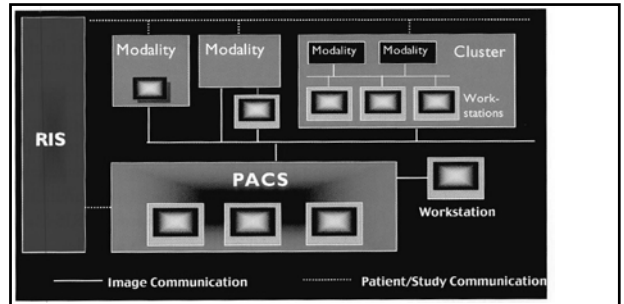 RIS
Modality
Modality
Modality
Modality
Cluster
Work-
stations
PACS
Workstation
Image Communication
Patient/Study Communication